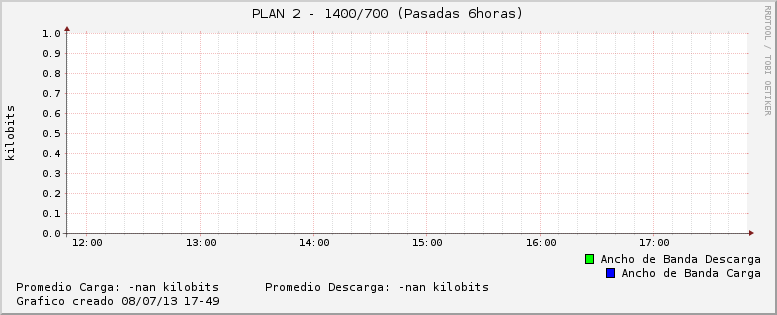 PLAN 2 - 1400/700 (Pasadas 6horas)
RRDTOOL / TOBI OETIKER
kilobits
1.0
0.9
0.8
0.7
0.6
0.5
0.4
0.3
0.2
0.1
0.0
12:00 13:00 14:00 15:00 16:00 17:00
Ancho de Banda Descarga
Ancho de Banda Carga
Promedio Carga: -nan kilobits Promedio Descarga: -nan kilobits
Grafico creado 08/07/13 17-49